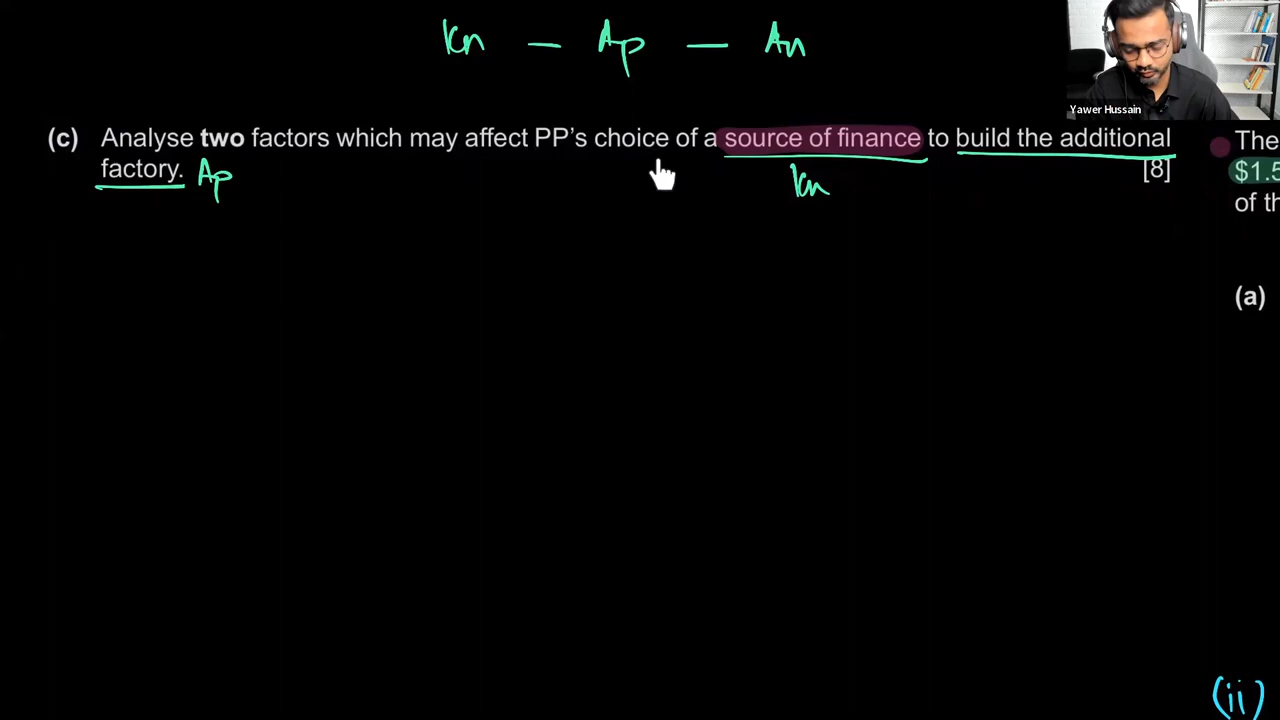 Kn — Ap — An
Yawer Hussain
(c) Analyse two factors which may affect PP's choice of a source of finance to build the additional
factory. Ap
Kn
[8]
The
$1.5
of th
(a)
(ii)